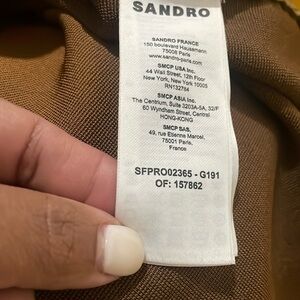 SANDRO
SANDRO FRANCE
150 boulevard Haussmann
75008 Paris
www.sandro-paris.com
SMCP USA Inc.
44 Wall Street, 12th Floor
New York, New York
RN132784
SMCP ASIA Inc.
The Centrium, Suite 3203A-5A, 32/F
60 Wyndham Street, Central
HONG-KONG
SMCP SAS.
49, rue Etienne Marcel,
75001 Paris,
France
SFPRO02365 - G191
OF: 157862